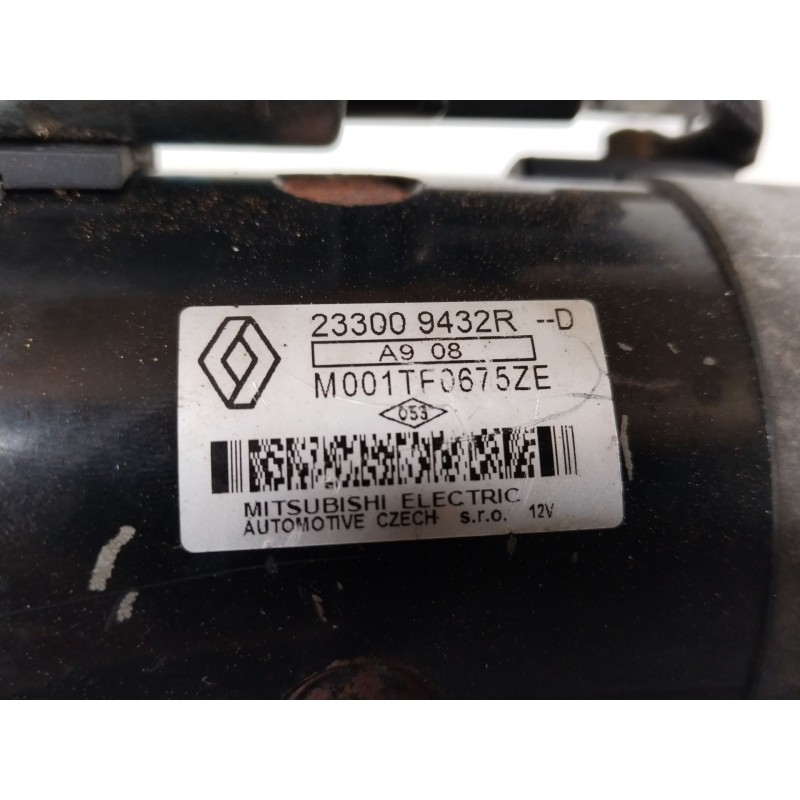 23300 9432R --D
A9 08
M001TF0675ZE
053
MITSUBISHI ELECTRIC
AUTOMOTIVE CZECH s.r.o. 12V